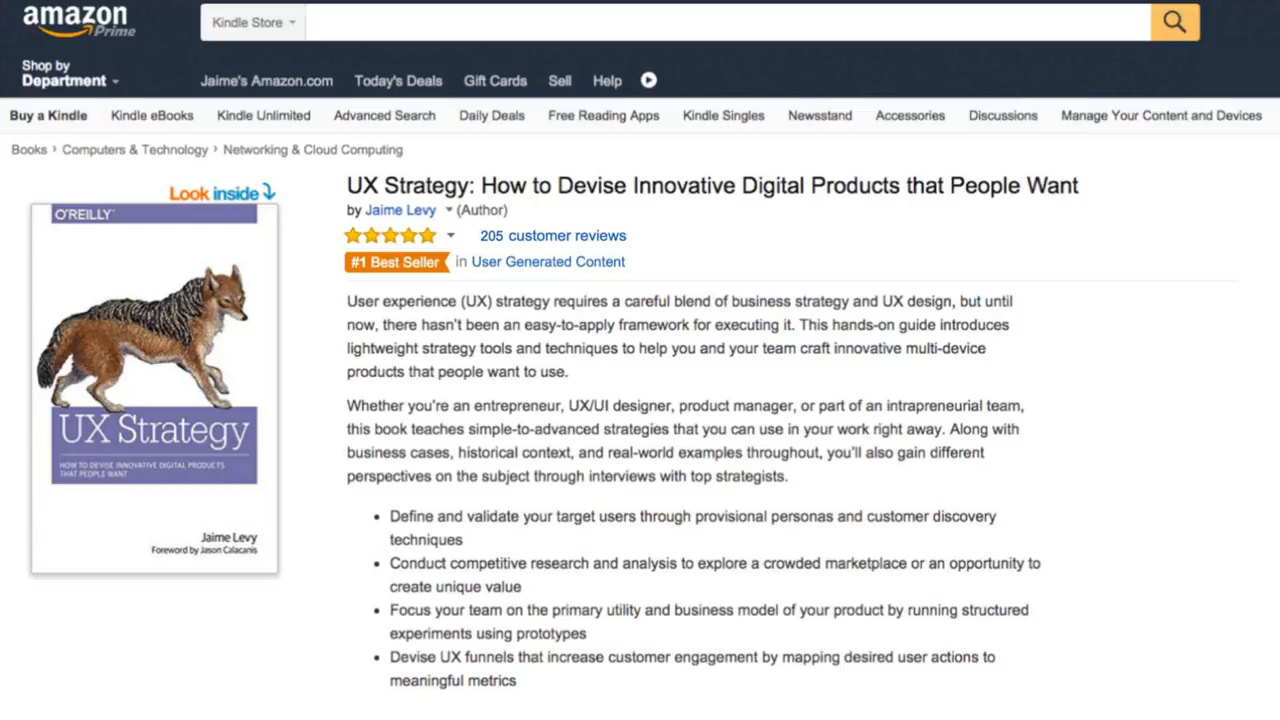 amazon
Prime
Kindle Store
Shop by
Department
Jaime's Amazon.com Today's Deals Gift Cards Sell Help
Buy a Kindle Kindle eBooks Kindle Unlimited Advanced Search Daily Deals Free Reading Apps Kindle Singles Newsstand Accessories Discussions Manage Your Content and Devices
Books › Computers & Technology › Networking & Cloud Computing
Look inside
O'REILLY
UX Strategy
HOW TO DEVISE INNOVATIVE DIGITAL PRODUCTS
THAT PEOPLE WANT
Jaime Levy
Foreword by Jason Calacanis
UX Strategy: How to Devise Innovative Digital Products that People Want
by Jaime Levy (Author)
205 customer reviews
#1 Best Seller in User Generated Content
User experience (UX) strategy requires a careful blend of business strategy and UX design, but until
now, there hasn't been an easy-to-apply framework for executing it. This hands-on guide introduces
lightweight strategy tools and techniques to help you and your team craft innovative multi-device
products that people want to use.
Whether you're an entrepreneur, UX/UI designer, product manager, or part of an intrapreneurial team,
this book teaches simple-to-advanced strategies that you can use in your work right away. Along with
business cases, historical context, and real-world examples throughout, you'll also gain different
perspectives on the subject through interviews with top strategists.
• Define and validate your target users through provisional personas and customer discovery
techniques
• Conduct competitive research and analysis to explore a crowded marketplace or an opportunity to
create unique value
• Focus your team on the primary utility and business model of your product by running structured
experiments using prototypes
• Devise UX funnels that increase customer engagement by mapping desired user actions to
meaningful metrics